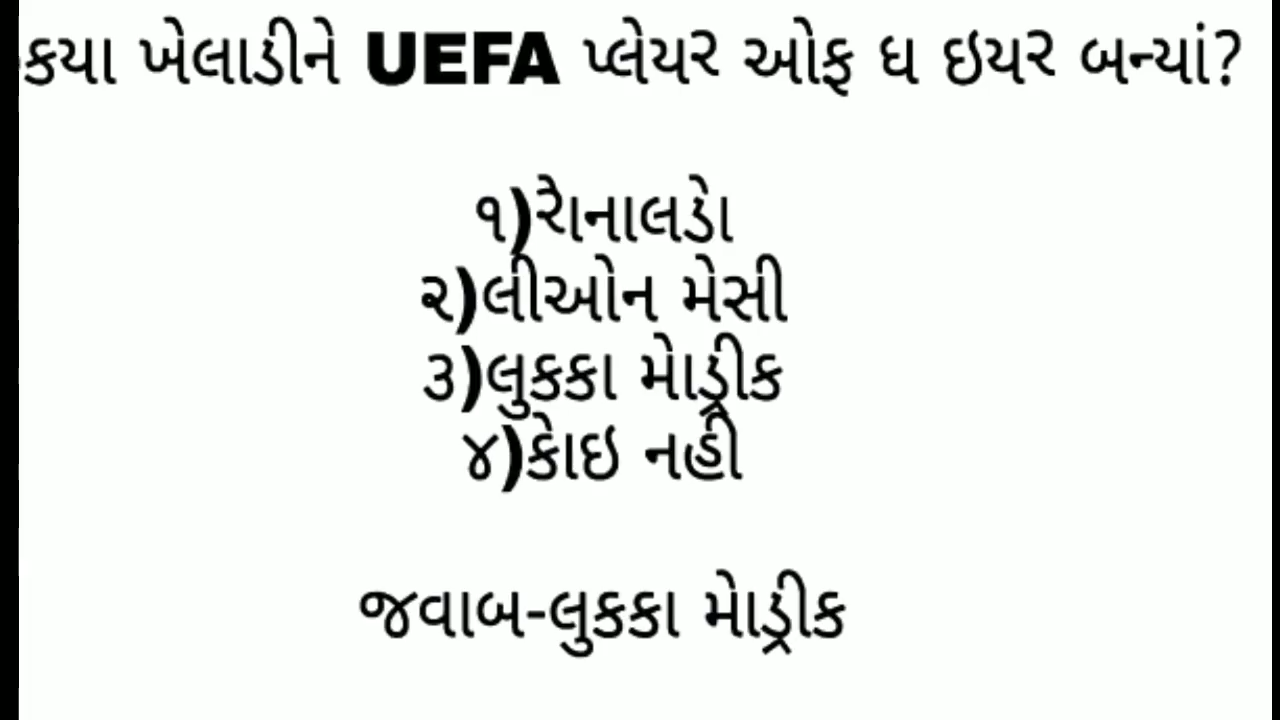 કયા ખેલાડીને UEFA પ્લેયર ઓફ ધ ઇયર બન્યાં?
૧)રોનાલડો
૨)લીઓન મેસી
૩)લુકકા મોડ્રીક
૪)કોઇ નહી
જવાબ-લુકકા મોડ્રીક